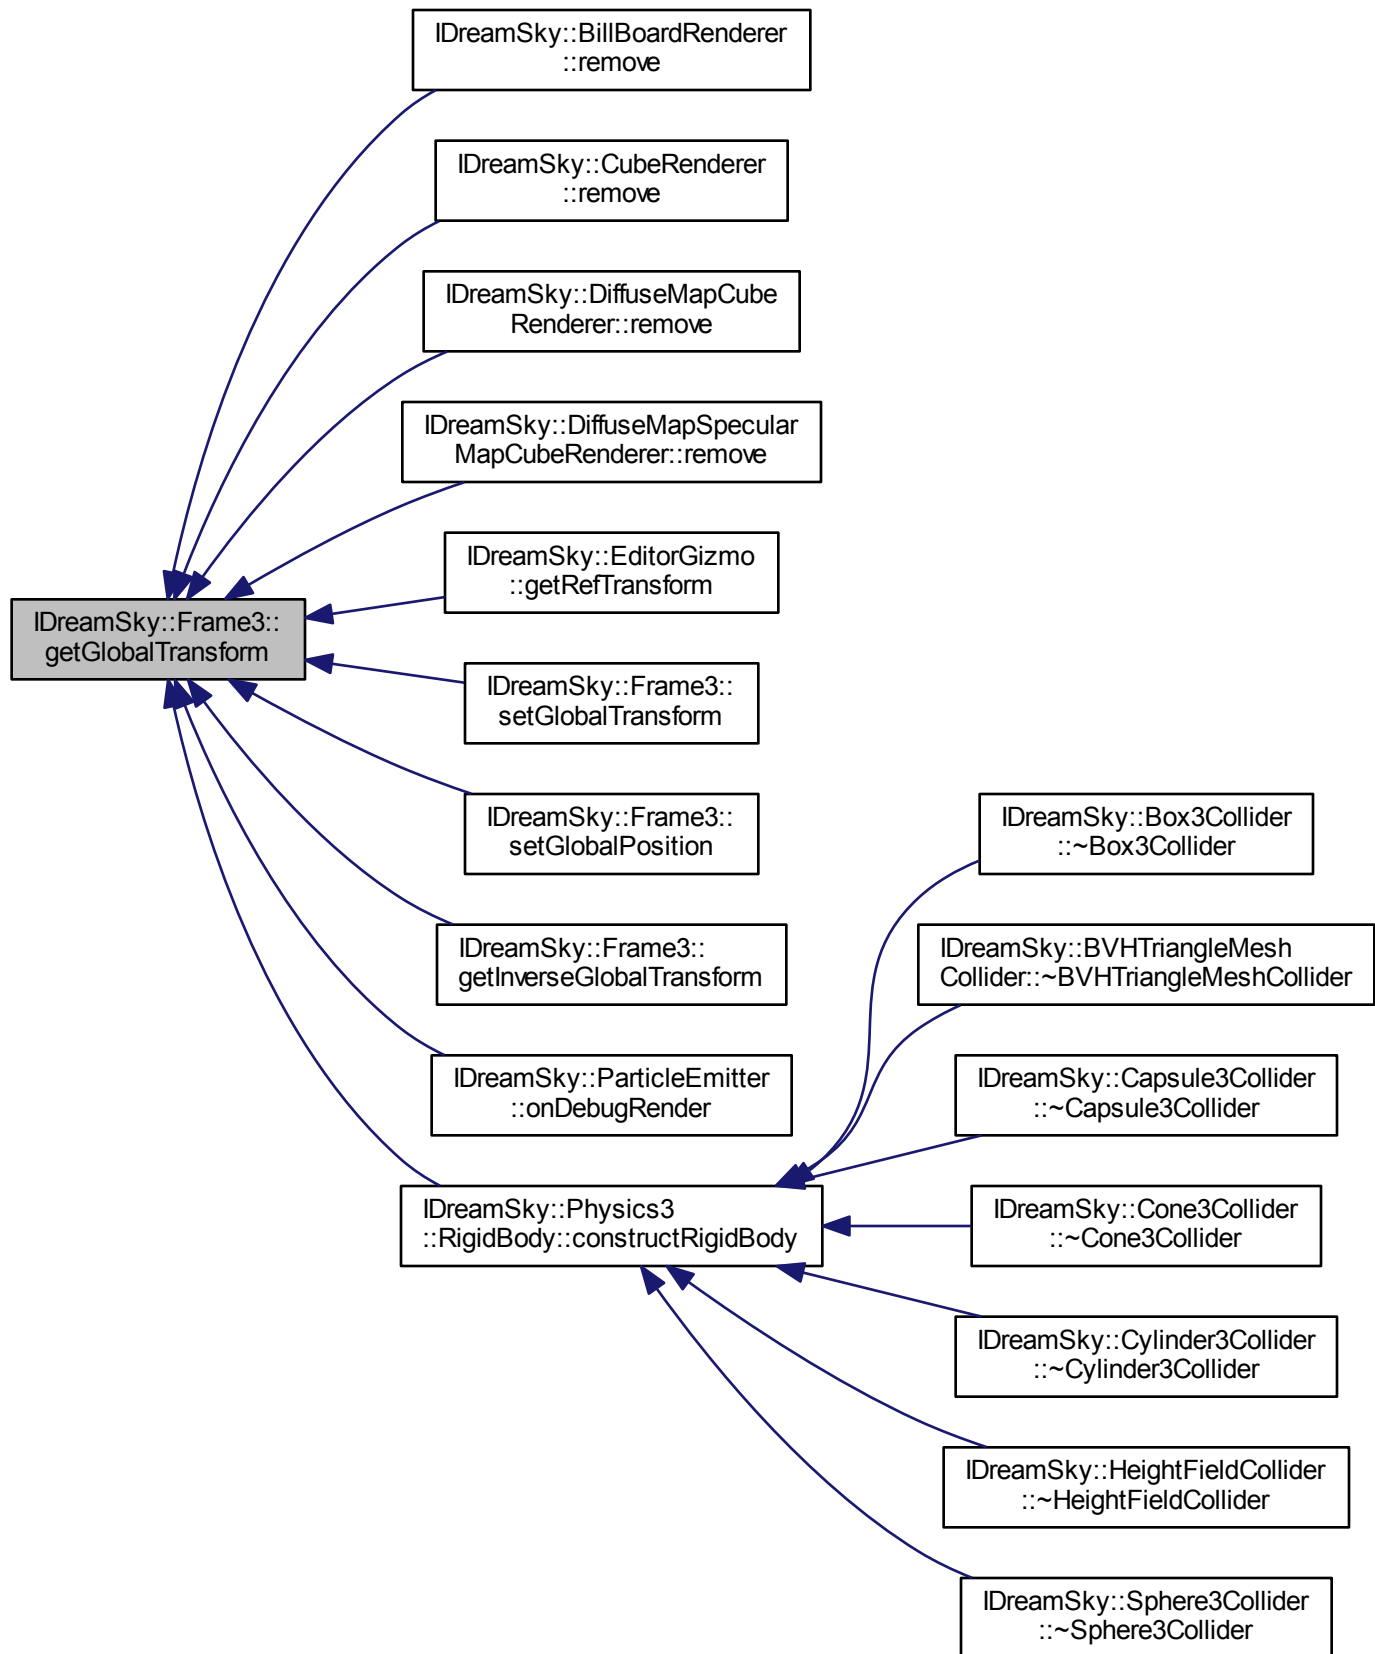 IDreamSky::BillBoardRenderer
::remove
IDreamSky::CubeRenderer
::remove
IDreamSky::DiffuseMapCube
Renderer::remove
IDreamSky::DiffuseMapSpecular
MapCubeRenderer::remove
IDreamSky::EditorGizmo
::getRefTransform
IDreamSky::Frame3::
getGlobalTransform
IDreamSky::Frame3::
setGlobalTransform
IDreamSky::Frame3::
setGlobalPosition
IDreamSky::Frame3::
getInverseGlobalTransform
IDreamSky::ParticleEmitter
::onDebugRender
IDreamSky::Physics3
::RigidBody::constructRigidBody
IDreamSky::Box3Collider
::~Box3Collider
IDreamSky::BVHTriangleMesh
Collider::~BVHTriangleMeshCollider
IDreamSky::Capsule3Collider
::~Capsule3Collider
IDreamSky::Cone3Collider
::~Cone3Collider
IDreamSky::Cylinder3Collider
::~Cylinder3Collider
IDreamSky::HeightFieldCollider
::~HeightFieldCollider
IDreamSky::Sphere3Collider
::~Sphere3Collider